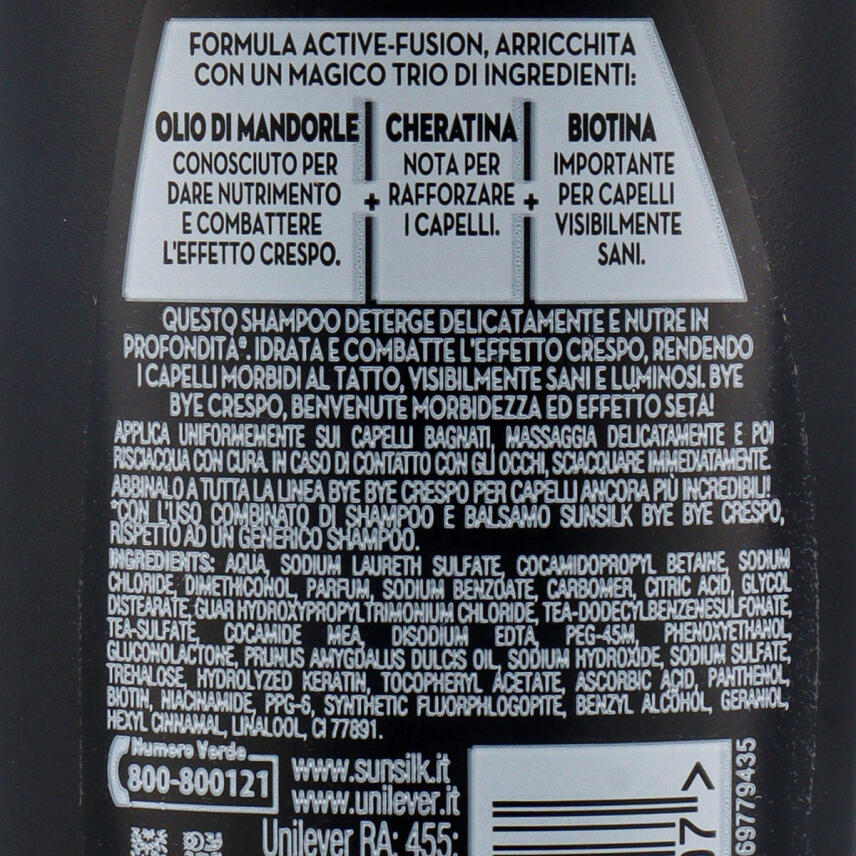 FORMULA ACTIVE-FUSION, ARRICCHITA
CON UN MAGICO TRIO DI INGREDIENTI:
OLIO DI MANDORLE
CONOSCIUTO PER
DARE NUTRIMENTO
E COMBATTERE
L'EFFETTO CRESPO.
+
CHERATINA
NOTA PER
RAFFORZARE
I CAPELLI.
+
BIOTINA
IMPORTANTE
PER CAPELLI
VISIBILMENTE
SANI.
QUESTO SHAMPOO DETERGE DELICATAMENTE E NUTRE IN
PROFONDITÀ*. IDRATA E COMBATTE L'EFFETTO CRESPO, RENDENDO
I CAPELLI MORBIDI AL TATTO, VISIBILMENTE SANI E LUMINOSI. BYE
BYE CRESPO, BENVENUTE MORBIDEZZA ED EFFETTO SETA!
APPLICA UNIFORMEMENTE SUI CAPELLI BAGNATI, MASSAGGIA DELICATAMENTE E POI
RISCIACQUA CON CURA. IN CASO DI CONTATTO CON GLI OCCHI, SCIACQUARE IMMEDIATAMENTE.
ABBINALO A TUTTA LA LINEA BYE BYE CRESPO PER CAPELLI ANCORA PIÙ INCREDIBILI!
*CON L'USO COMBINATO DI SHAMPOO E BALSAMO SUNSILK BYE BYE CRESPO,
RISPETTO AD UN GENERICO SHAMPOO.
INGREDIENTS: AQUA, SODIUM LAURETH SULFATE, COCAMIDOPROPYL BETAINE, SODIUM
CHLORIDE, DIMETHICONOL, PARFUM, SODIUM BENZOATE, CARBOMER, CITRIC ACID, GLYCOL
DISTEARATE, GUAR HYDROXYPROPYLTRIMONIUM CHLORIDE, TEA-DODECYLBENZENESULFONATE,
TEA-SULFATE, COCAMIDE MEA, DISODIUM EDTA, PEG-45M, PHENOXYETHANOL,
GLUCONOLACTONE, PRUNUS AMYGDALUS DULCIS OIL, SODIUM HYDROXIDE, SODIUM SULFATE,
TREHALOSE, HYDROLYZED KERATIN, TOCOPHERYL ACETATE, ASCORBIC ACID, PANTHENOL,
BIOTIN, NIACINAMIDE, PPG-6, SYNTHETIC FLUORPHLOGOPITE, BENZYL ALCOHOL, GERANIOL,
HEXYL CINNAMAL, LINALOOL, CI 77891.
Numero Verde
800-800121
www.sunsilk.it
www.unilever.it
Unilever RA: 455:
69779435
7 >